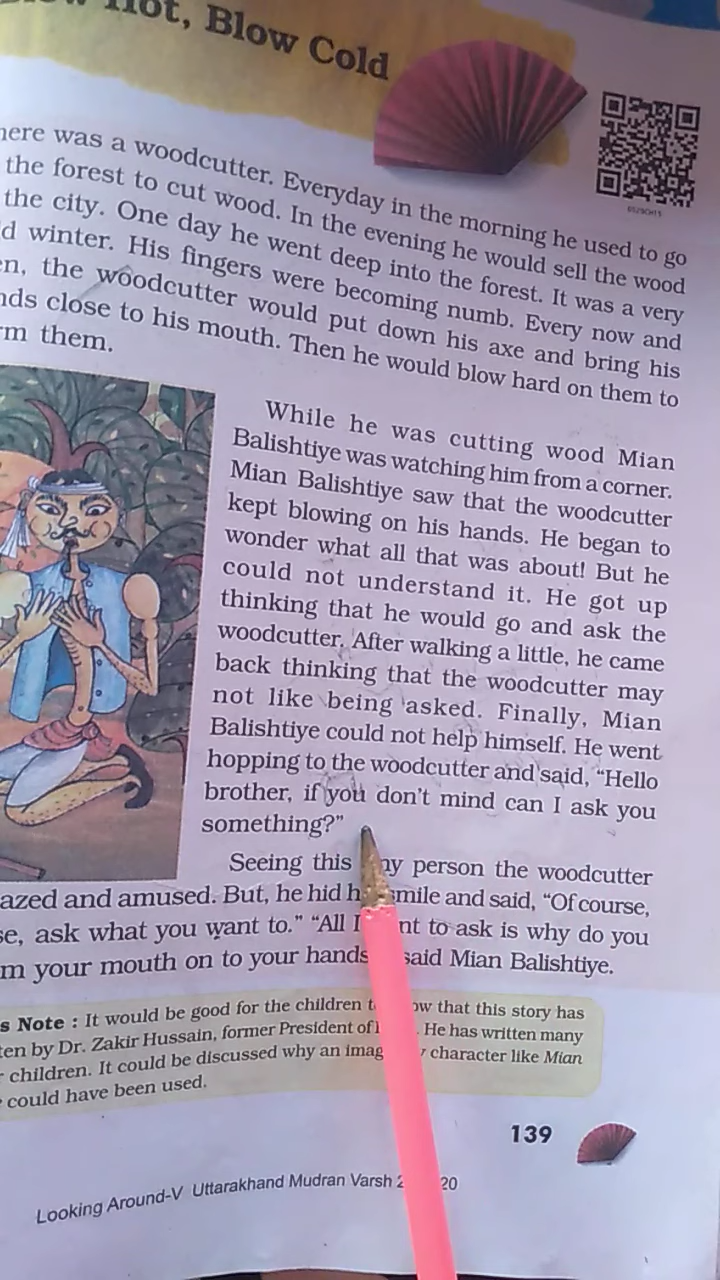 Hot, Blow Cold
here was a woodcutter. Everyday in the morning he used to go
the forest to cut wood. In the evening he would sell the wood
the city. One day he went deep into the forest. It was a very
d winter. His fingers were becoming numb. Every now and
en, the woodcutter would put down his axe and bring his
nds close to his mouth. Then he would blow hard on them to
rm them.
While he was cutting wood Mian
Balishtiye was watching him from a corner.
Mian Balishtiye saw that the woodcutter
kept blowing on his hands. He began to
wonder what all that was about! But he
could not understand it. He got up
thinking that he would go and ask the
woodcutter. After walking a little, he came
back thinking that the woodcutter may
not like being asked. Finally, Mian
Balishtiye could not help himself. He went
hopping to the woodcutter and said, “Hello
brother, if you don’t mind can I ask you
something?”
Seeing this ny person the woodcutter
azed and amused. But, he hid h smile and said, “Of course,
se, ask what you want to.” “All I nt to ask is why do you
m your mouth on to your hands said Mian Balishtiye.
s Note : It would be good for the children t ow that this story has
ten by Dr. Zakir Hussain, former President of I . He has written many
r children. It could be discussed why an imag y character like Mian
could have been used.
139
Looking Around-V Uttarakhand Mudran Varsh 2 20